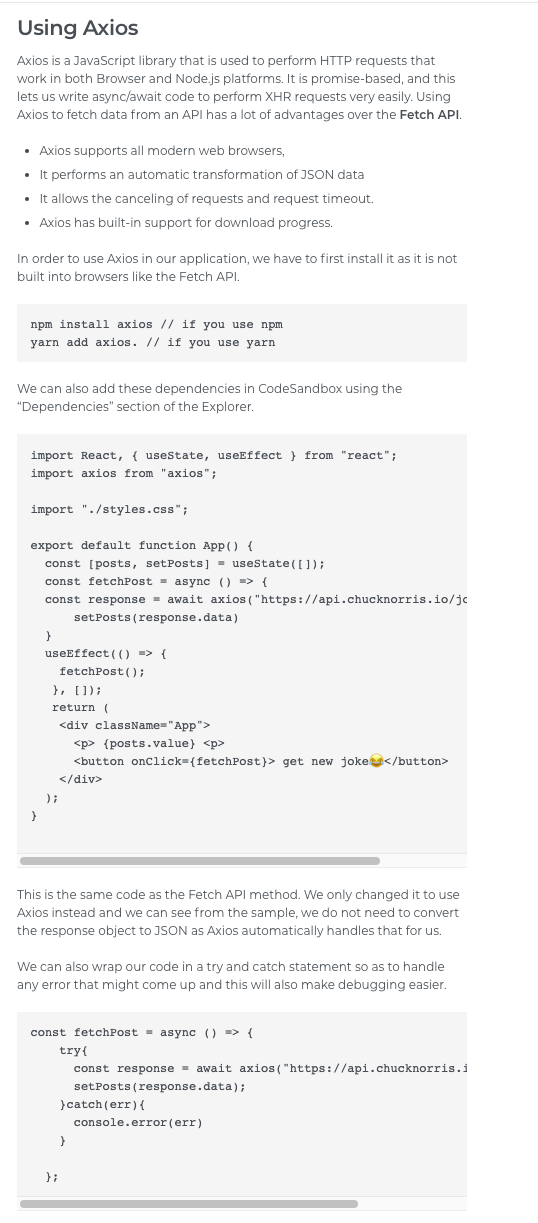 Using Axios
Axios is a JavaScript library that is used to perform HTTP requests that
work in both Browser and Node.js platforms. It is promise-based, and this
lets us write async/await code to perform XHR requests very easily. Using
Axios to fetch data from an API has a lot of advantages over the Fetch API.
• Axios supports all modern web browsers,
• It performs an automatic transformation of JSON data
• It allows the canceling of requests and request timeout.
• Axios has built-in support for download progress.
In order to use Axios in our application, we have to first install it as it is not
built into browsers like the Fetch API.
npm install axios // if you use npm
yarn add axios. // if you use yarn
We can also add these dependencies in CodeSandbox using the
“Dependencies” section of the Explorer.
import React, { useState, useEffect } from "react";
import axios from "axios";
import "./styles.css";
export default function App() {
  const [posts, setPosts] = useState([]);
  const fetchPost = async () => {
  const response = await axios("https://api.chucknorris.io/jo
      setPosts(response.data)
  }
  useEffect(() => {
    fetchPost();
   }, []);
   return (
    <div className="App">
      <p> {posts.value} <p>
      <button onClick={fetchPost}> get new joke😂</button>
    </div>
  );
}
This is the same code as the Fetch API method. We only changed it to use
Axios instead and we can see from the sample, we do not need to convert
the response object to JSON as Axios automatically handles that for us.
We can also wrap our code in a try and catch statement so as to handle
any error that might come up and this will also make debugging easier.
const fetchPost = async () => {
    try{
      const response = await axios("https://api.chucknorris.i
      setPosts(response.data);
    }catch(err){
      console.error(err)
    }
  };